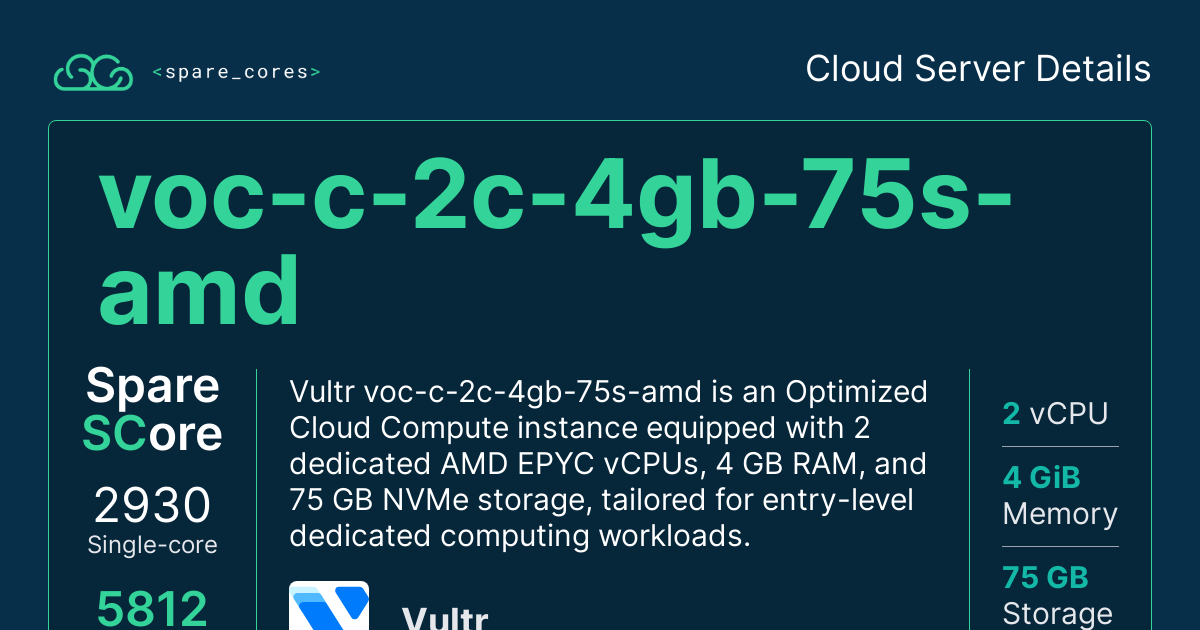 <spare_cores>
Cloud Server Details
voc-c-2c-4gb-75s-
amd
Spare
SCore
2930
Single-core
5812
Vultr voc-c-2c-4gb-75s-amd is an Optimized
Cloud Compute instance equipped with 2
dedicated AMD EPYC vCPUs, 4 GB RAM, and
75 GB NVMe storage, tailored for entry-level
dedicated computing workloads.
Vultr
2 vCPU
4 GiB
Memory
75 GB
Storage